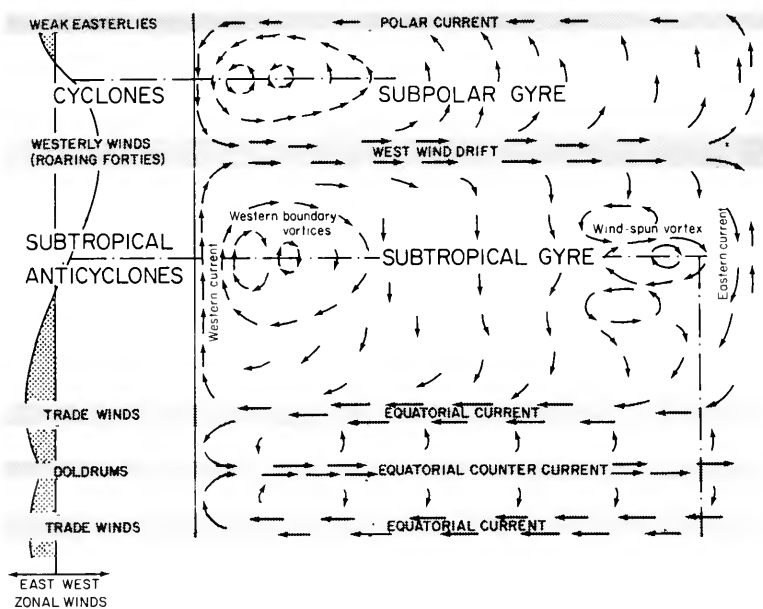 WEAK EASTERLIES
POLAR CURRENT
CYCLONES
SUBPOLAR GYRE
WESTERLY WINDS
(ROARING FORTIES)
WEST WIND DRIFT
Western boundary
vortices
Wind-spun vortex
SUBTROPICAL
ANTICYCLONES
SUBTROPICAL GYRE
Western current
Eastern current
TRADE WINDS
EQUATORIAL CURRENT
DOLDRUMS
EQUATORIAL COUNTER CURRENT
TRADE WINDS
EQUATORIAL CURRENT
EAST WEST
ZONAL WINDS